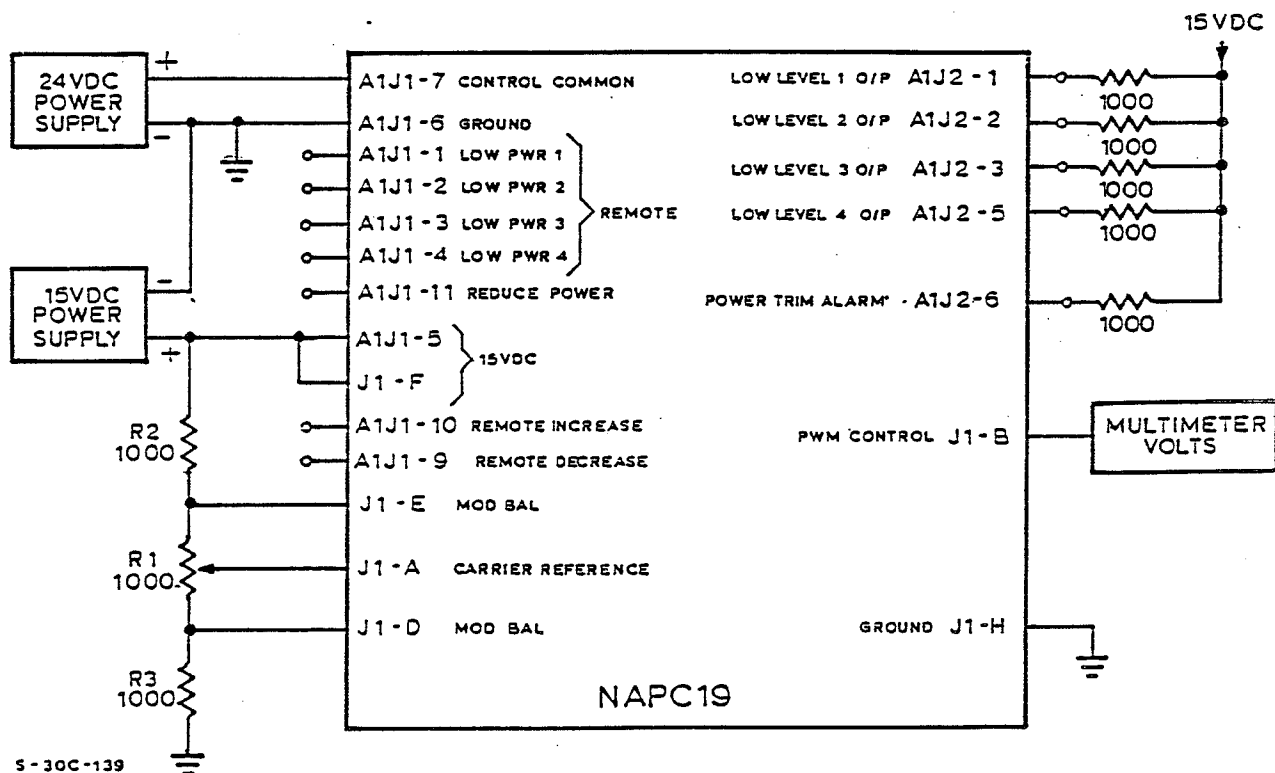 15VDC
24VDC
POWER
SUPPLY
+
-
15VDC
POWER
SUPPLY
-
+
R2
1000
R1
1000
R3
1000
A1J1-7 CONTROL COMMON
A1J1-6 GROUND
A1J1-1 LOW PWR 1
A1J1-2 LOW PWR 2
A1J1-3 LOW PWR 3
A1J1-4 LOW PWR 4
REMOTE
A1J1-11 REDUCE POWER
A1J1-5
J1-F
15VDC
A1J1-10 REMOTE INCREASE
A1J1-9 REMOTE DECREASE
J1-E MOD BAL
J1-A CARRIER REFERENCE
J1-D MOD BAL
LOW LEVEL 1 O/P A1J2-1
1000
LOW LEVEL 2 O/P A1J2-2
1000
LOW LEVEL 3 O/P A1J2-3
1000
LOW LEVEL 4 O/P A1J2-5
1000
POWER TRIM ALARM A1J2-6
1000
PWM CONTROL J1-B
MULTIMETER
VOLTS
GROUND J1-H
NAPC19
S-30C-139